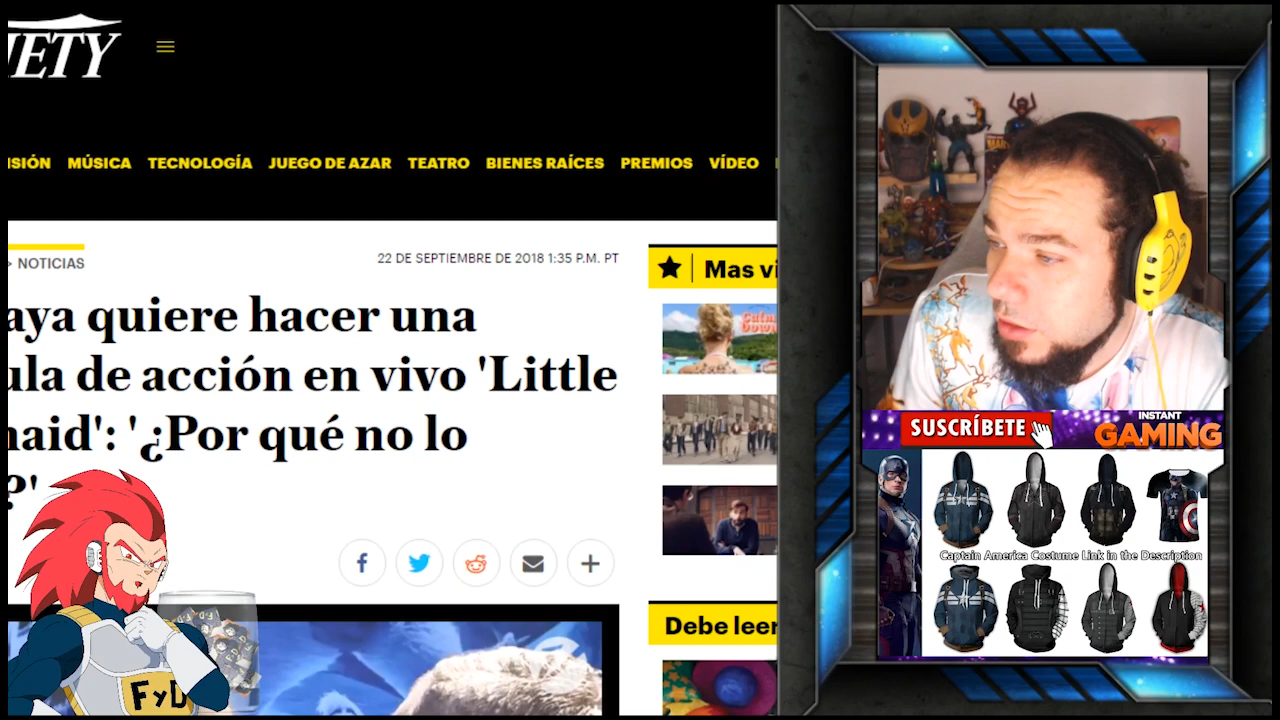 IETY
ISIÓN MÚSICA TECNOLOGÍA JUEGO DE AZAR TEATRO BIENES RAÍCES PREMIOS VÍDEO
> NOTICIAS
22 DE SEPTIEMBRE DE 2018 1:35 P.M. PT
aya quiere hacer una
ula de acción en vivo 'Little
naid': '¿Por qué no lo
?'
Mas vi
Debe leer
FyD
SUSCRÍBETE
INSTANT
GAMING
Captain America Costume Link in the Description